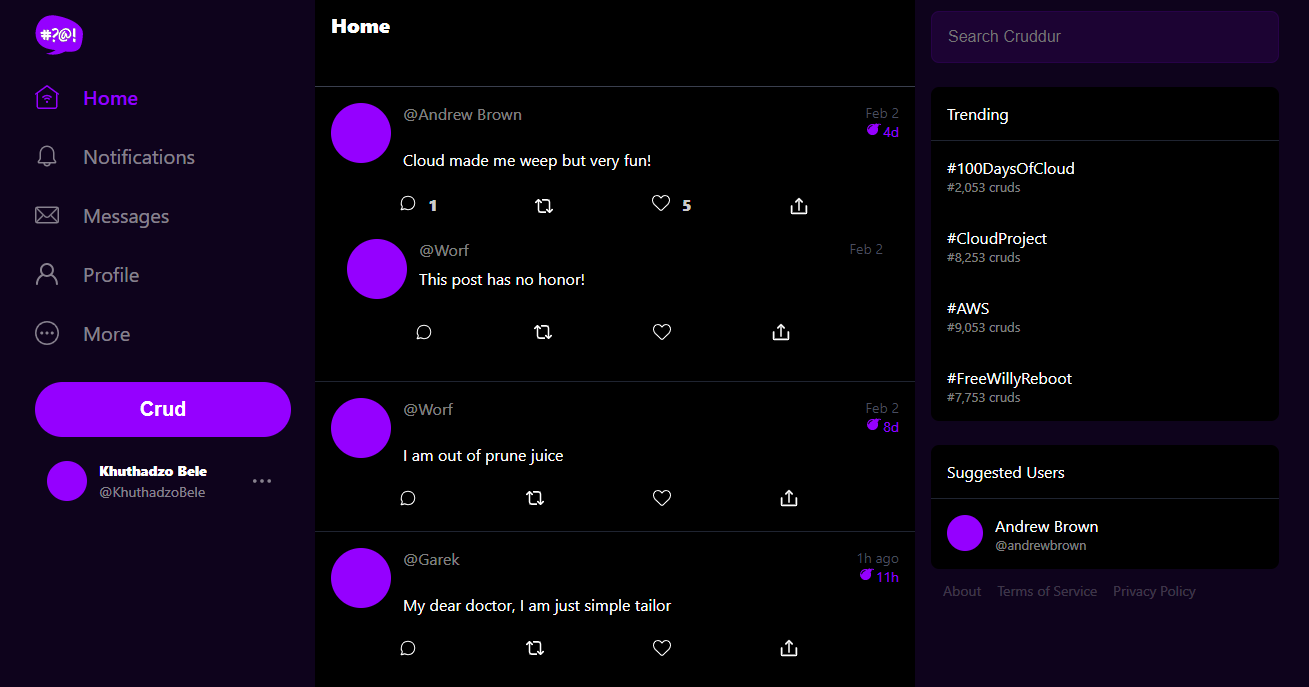 #?@!
Home
Notifications
Messages
Profile
More
Crud
Khuthadzo Bele
@KhuthadzoBele
Home
@Andrew Brown
Feb 2
4d
Cloud made me weep but very fun!
1
5
@Worf
Feb 2
This post has no honor!
@Worf
Feb 2
8d
I am out of prune juice
@Garek
1h ago
11h
My dear doctor, I am just simple tailor
Search Cruddur
Trending
#100DaysOfCloud
#2,053 cruds
#CloudProject
#8,253 cruds
#AWS
#9,053 cruds
#FreeWillyReboot
#7,753 cruds
Suggested Users
Andrew Brown
@andrewbrown
About Terms of Service Privacy Policy